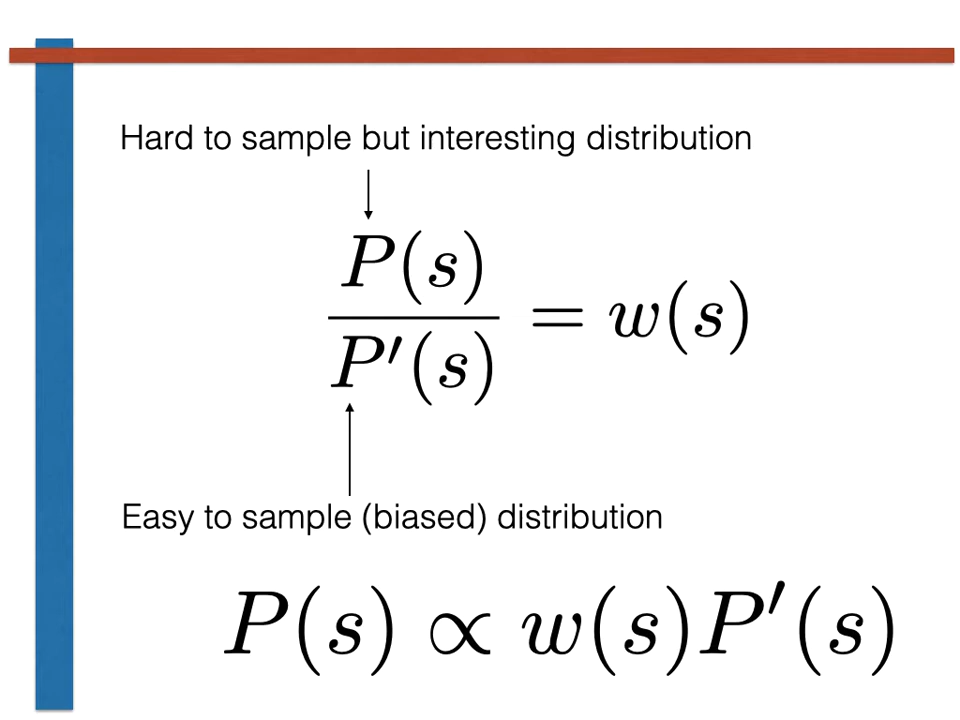 Hard to sample but interesting distribution
P(s)
P′(s)
= w(s)
Easy to sample (biased) distribution
P(s) ∝ w(s)P′(s)